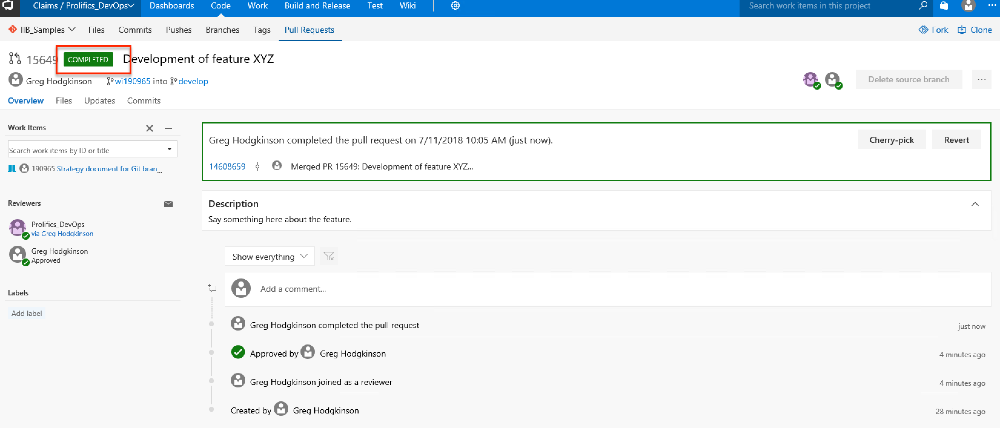 Claims / Prolifics_DevOps Dashboards Code Work Build and Release Test Wiki Search work items in this project
IIB_Samples Files Commits Pushes Branches Tags Pull Requests Fork Clone
15649 COMPLETED Development of feature XYZ
Greg Hodgkinson wi190965 into develop Delete source branch ...
Overview Files Updates Commits
Work Items
Search work items by ID or title
190965 Strategy document for Git bran...
Reviewers
Prolifics_DevOps
via Greg Hodgkinson
Greg Hodgkinson
Approved
Labels
Add label
Greg Hodgkinson completed the pull request on 7/11/2018 10:05 AM (just now). Cherry-pick Revert
14608659 Merged PR 15649: Development of feature XYZ...
Description
Say something here about the feature.
Show everything
Add a comment...
Greg Hodgkinson completed the pull request just now
Approved by Greg Hodgkinson 4 minutes ago
Greg Hodgkinson joined as a reviewer 4 minutes ago
Created by Greg Hodgkinson 28 minutes ago